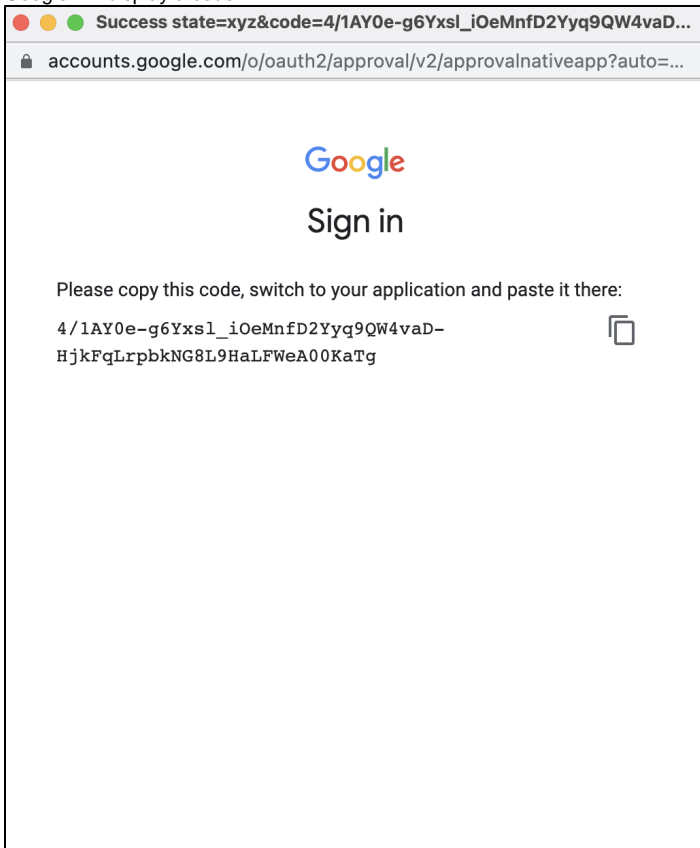 Success state=xyz&code=4/1AY0e-g6Yxsl_iOeMnfD2Yyq9QW4vaD...
accounts.google.com/o/oauth2/approval/v2/approvalnativeapp?auto=...
Google
Sign in
Please copy this code, switch to your application and paste it there:
4/1AY0e-g6Yxsl_iOeMnfD2Yyq9QW4vaD-
HjkFqLrpbkNG8L9HaLFWeA00KaTg